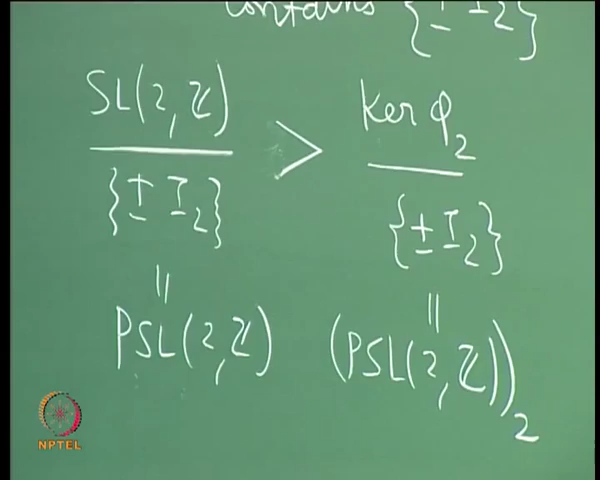 contains {± I₂}
SL(2, ℤ) / {± I₂} > Ker φ₂ / {± I₂}
|| ||
PSL(2, ℤ) (PSL(2, ℤ))₂
NPTEL